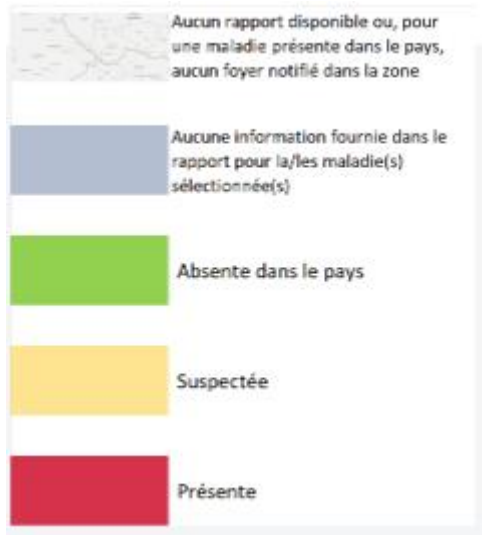 Aucun rapport disponible ou, pour
une maladie présente dans le pays,
aucun foyer notifié dans la zone
Aucune information fournie dans le
rapport pour la/les maladie(s)
sélectionnée(s)
Absente dans le pays
Suspectée
Présente